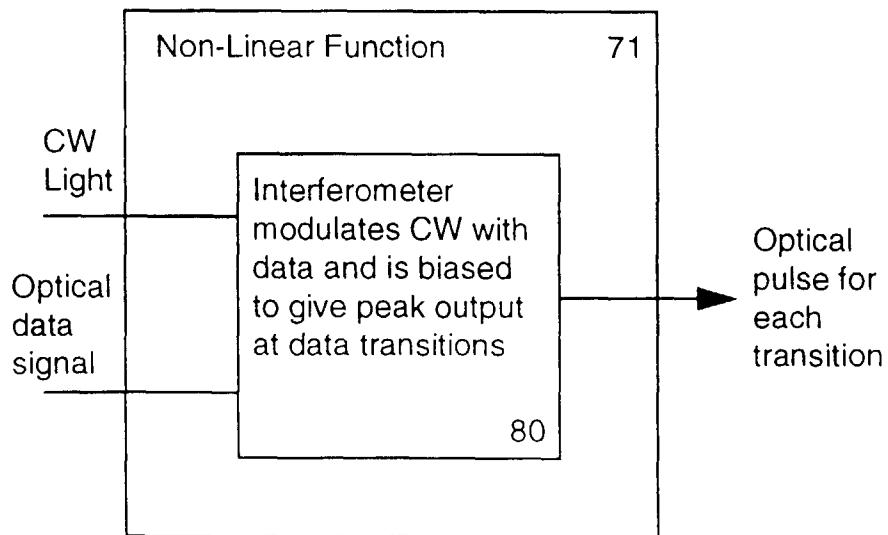 Non-Linear Function 71
CW
Light
Interferometer
modulates CW with
data and is biased
to give peak output
at data transitions
80
Optical
data
signal
Optical
pulse for
each
transition